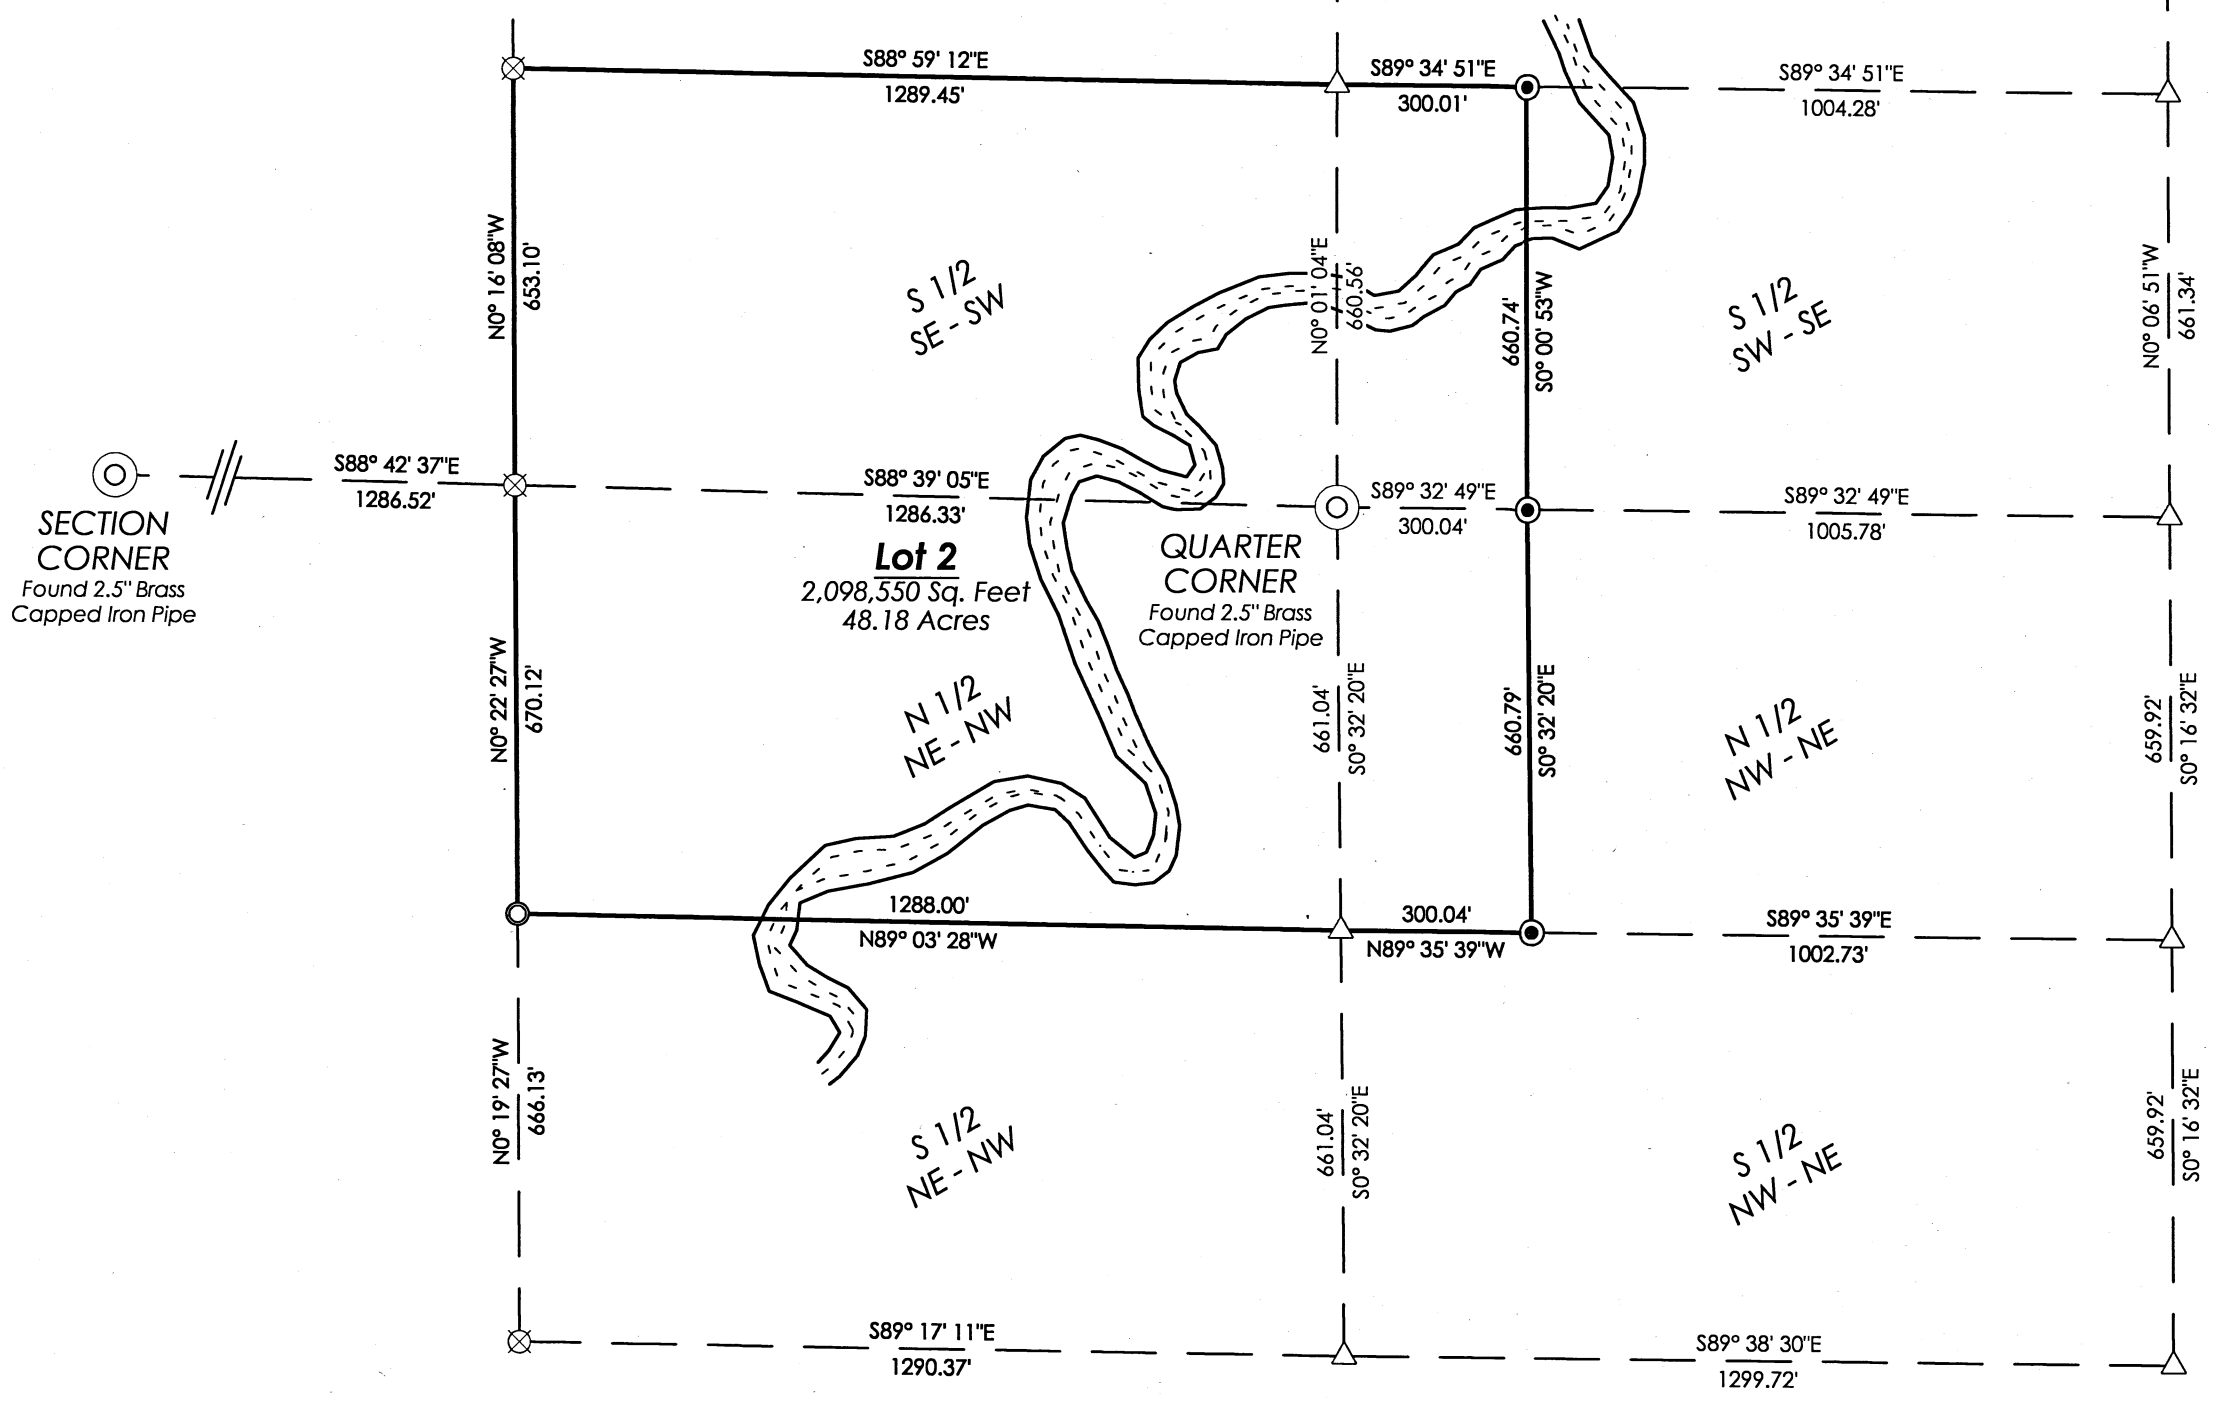 S88° 59' 12"E
1289.45'
S89° 34' 51"E
300.01'
S89° 34' 51"E
1004.28'
N0° 16' 08"W
653.10'
S 1/2
SE - SW
N0° 01' 04"E
660.56'
660.74'
S0° 00' 53"W
S 1/2
SW - SE
N0° 06' 51"W
661.34'
SECTION
CORNER
Found 2.5" Brass
Capped Iron Pipe
S88° 42' 37"E
1286.52'
S88° 39' 05"E
1286.33'
Lot 2
2,098,550 Sq. Feet
48.18 Acres
QUARTER
CORNER
Found 2.5" Brass
Capped Iron Pipe
S89° 32' 49"E
300.04'
S89° 32' 49"E
1005.78'
N0° 22' 27"W
670.12'
N 1/2
NE - NW
661.04'
S0° 32' 20"E
660.79'
S0° 32' 20"E
N 1/2
NW - NE
659.92'
S0° 16' 32"E
1288.00'
N89° 03' 28"W
300.04'
N89° 35' 39"W
S89° 35' 39"E
1002.73'
N0° 19' 27"W
666.13'
S 1/2
NE - NW
661.04'
S0° 32' 20"E
S 1/2
NW - NE
659.92'
S0° 16' 32"E
S89° 17' 11"E
1290.37'
S89° 38' 30"E
1299.72'